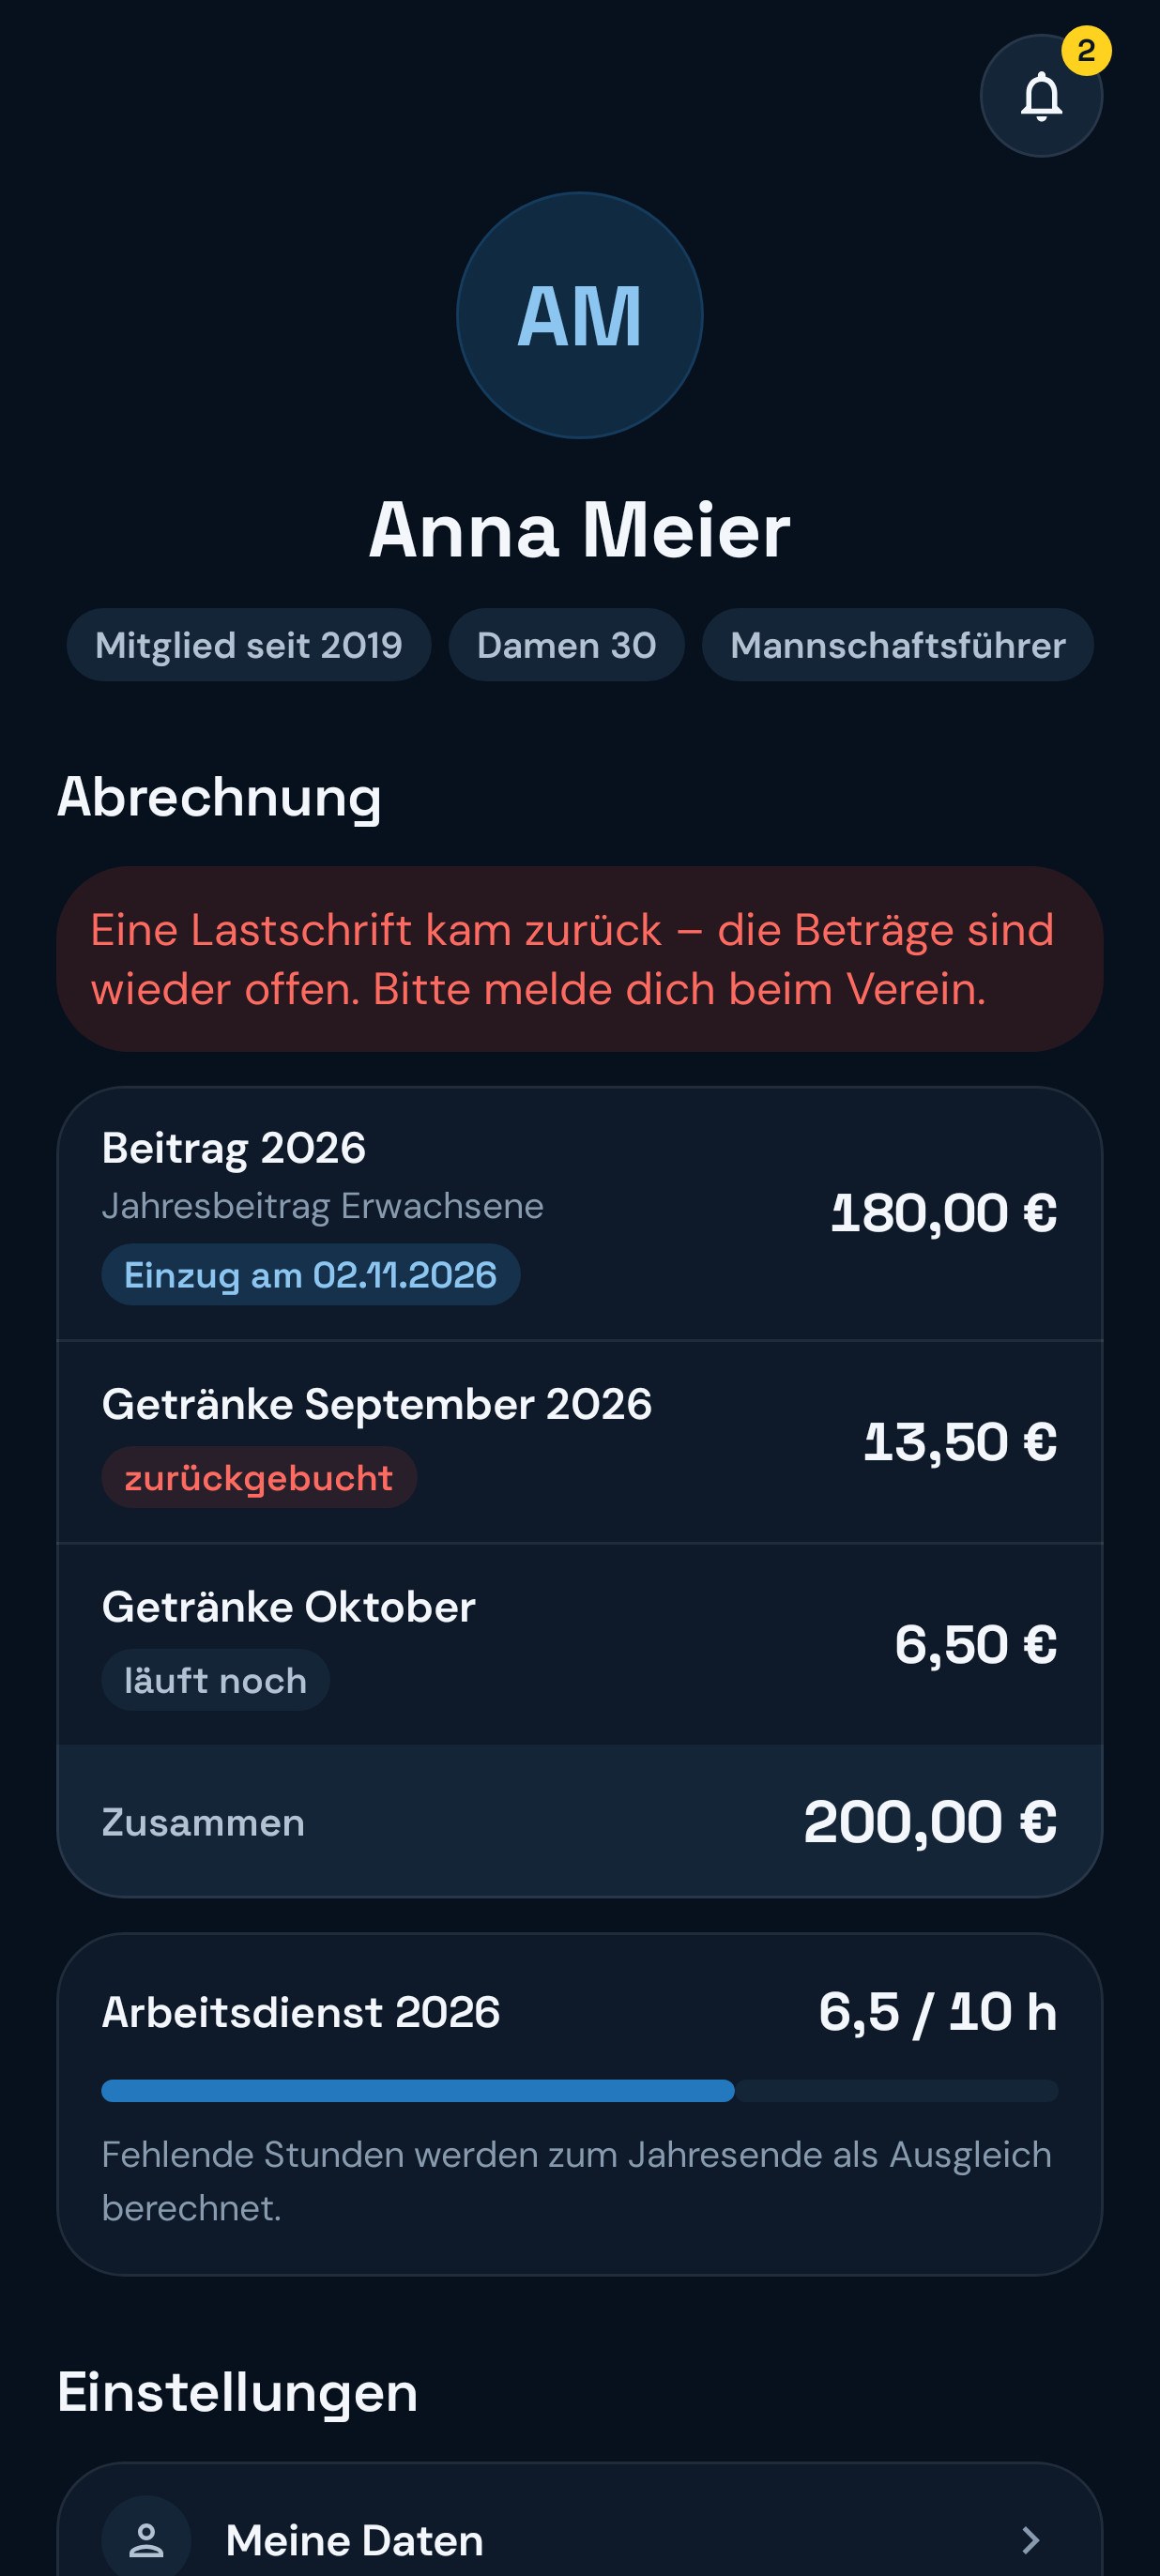 2
AM
Anna Meier
Mitglied seit 2019
Damen 30
Mannschaftsführer
Abrechnung
Eine Lastschrift kam zurück – die Beträge sind
wieder offen. Bitte melde dich beim Verein.
Beitrag 2026
Jahresbeitrag Erwachsene
Einzug am 02.11.2026
180,00 €
Getränke September 2026
zurückgebucht
13,50 €
Getränke Oktober
läuft noch
6,50 €
Zusammen
200,00 €
Arbeitsdienst 2026
6,5 / 10 h
Fehlende Stunden werden zum Jahresende als Ausgleich
berechnet.
Einstellungen
Meine Daten